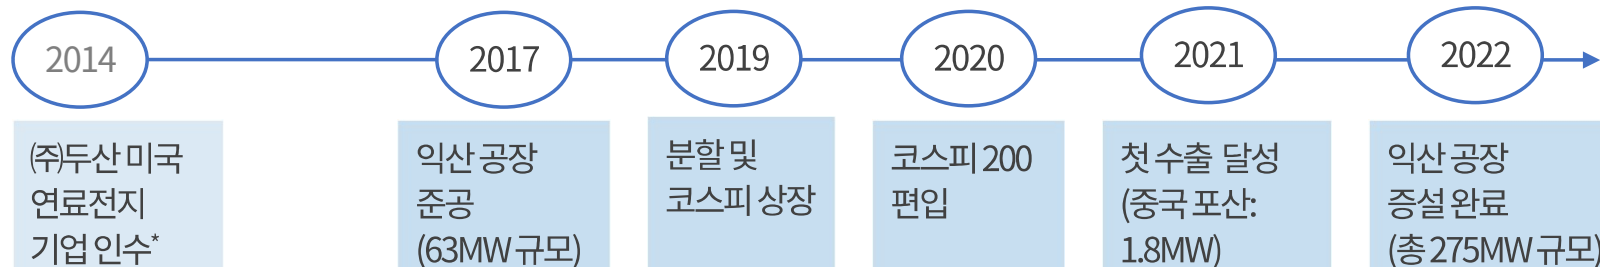 2014
2017
2019
2020
2021
2022
㈜두산 미국
연료전지
기업 인수*
익산 공장
준공
(63MW 규모)
분할 및
코스피 상장
코스피 200
편입
첫 수출 달성
(중국 포산:
1.8MW)
익산 공장
증설 완료
(총 275MW 규모)